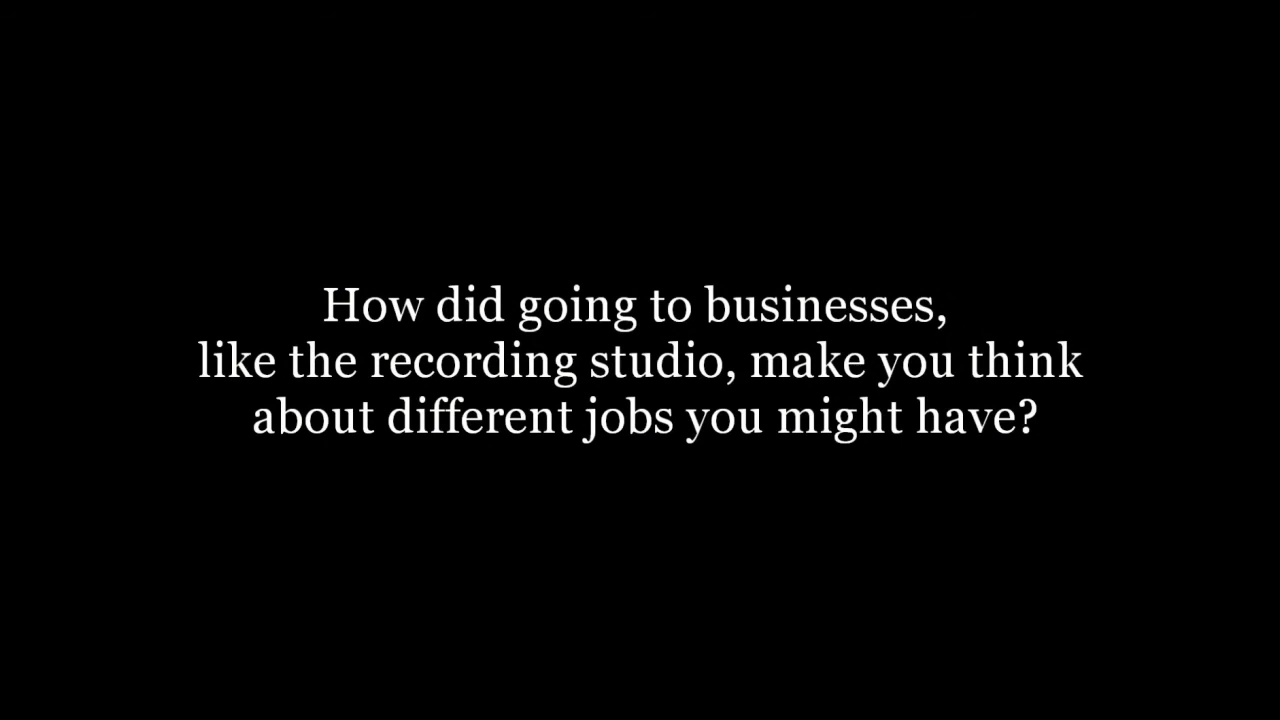 How did going to businesses,
like the recording studio, make you think
about different jobs you might have?